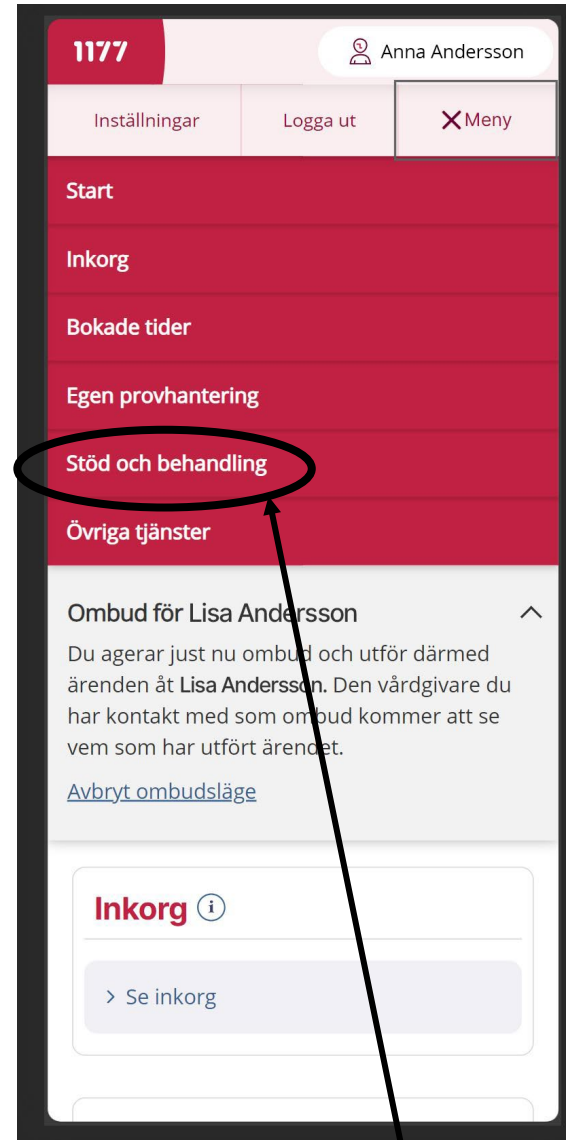 1177
Anna Andersson
Inställningar
Logga ut
Meny
Start
Inkorg
Bokade tider
Egen provhantering
Stöd och behandling
Övriga tjänster
Ombud för Lisa Andersson
Du agerar just nu ombud och utför därmed
ärenden åt Lisa Andersson. Den vårdgivare du
har kontakt med som ombud kommer att se
vem som har utfört ärendet.
Avbryt ombudsläge
Inkorg
Se inkorg